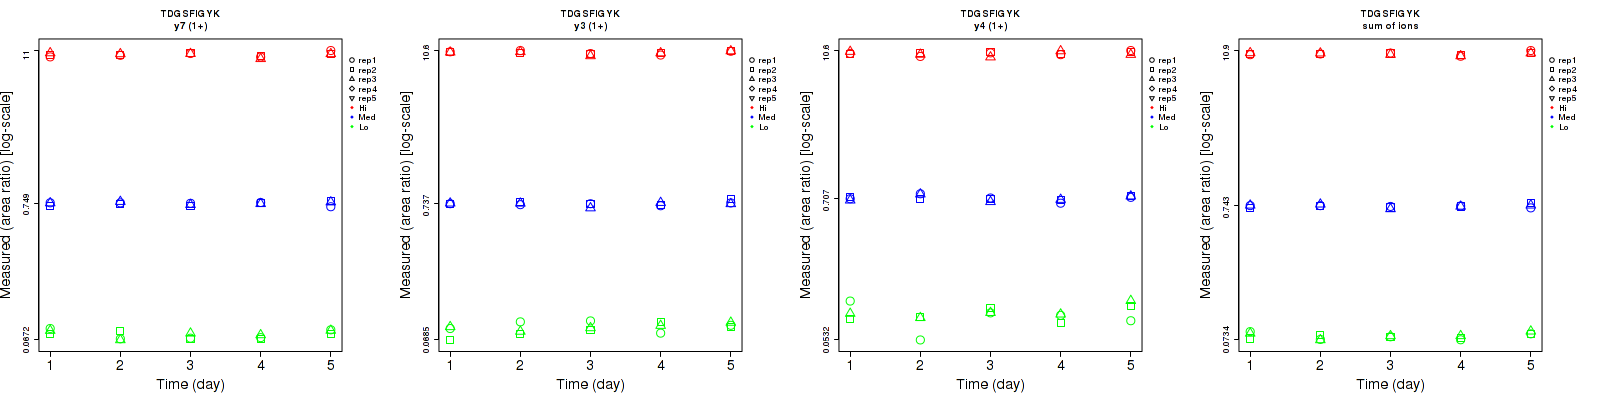 TDGSFIGYK
y7 (1+)
Measured (area ratio) [log-scale]
11
0.749
0.0672
1 2 3 4 5
Time (day)
rep1
rep2
rep3
rep4
rep5
Hi
Med
Lo
TDGSFIGYK
y3 (1+)
Measured (area ratio) [log-scale]
10.6
0.737
0.0685
1 2 3 4 5
Time (day)
rep1
rep2
rep3
rep4
rep5
Hi
Med
Lo
TDGSFIGYK
y4 (1+)
Measured (area ratio) [log-scale]
10.6
0.707
0.0532
1 2 3 4 5
Time (day)
rep1
rep2
rep3
rep4
rep5
Hi
Med
Lo
TDGSFIGYK
sum of ions
Measured (area ratio) [log-scale]
10.9
0.743
0.0734
1 2 3 4 5
Time (day)
rep1
rep2
rep3
rep4
rep5
Hi
Med
Lo